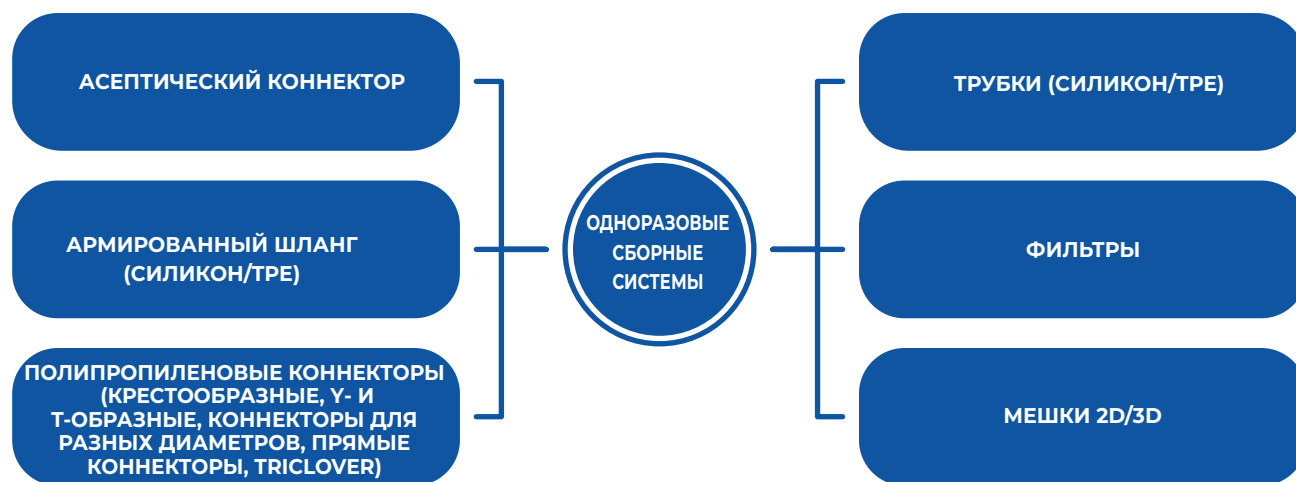 АСЕПТИЧЕСКИЙ КОННЕКТОР
АРМИРОВАННЫЙ ШЛАНГ
(СИЛИКОН/TPE)
ПОЛИПРОПИЛЕНОВЫЕ КОННЕКТОРЫ
(КРЕСТООБРАЗНЫЕ, Y- И
Т-ОБРАЗНЫЕ, КОННЕКТОРЫ ДЛЯ
РАЗНЫХ ДИАМЕТРОВ, ПРЯМЫЕ
КОННЕКТОРЫ, TRICLOVER)
ОДНОРАЗОВЫЕ
СБОРНЫЕ
СИСТЕМЫ
ТРУБКИ (СИЛИКОН/TPE)
ФИЛЬТРЫ
МЕШКИ 2D/3D